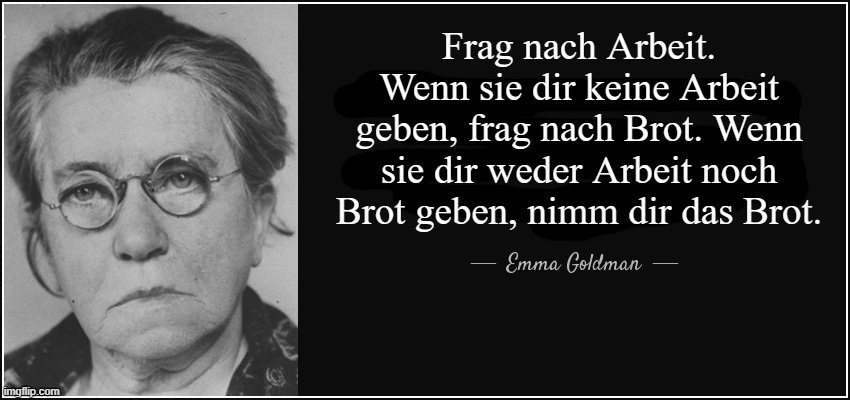 Frag nach Arbeit.
Wenn sie dir keine Arbeit
geben, frag nach Brot. Wenn
sie dir weder Arbeit noch
Brot geben, nimm dir das Brot.
— Emma Goldman —
imgflip.com